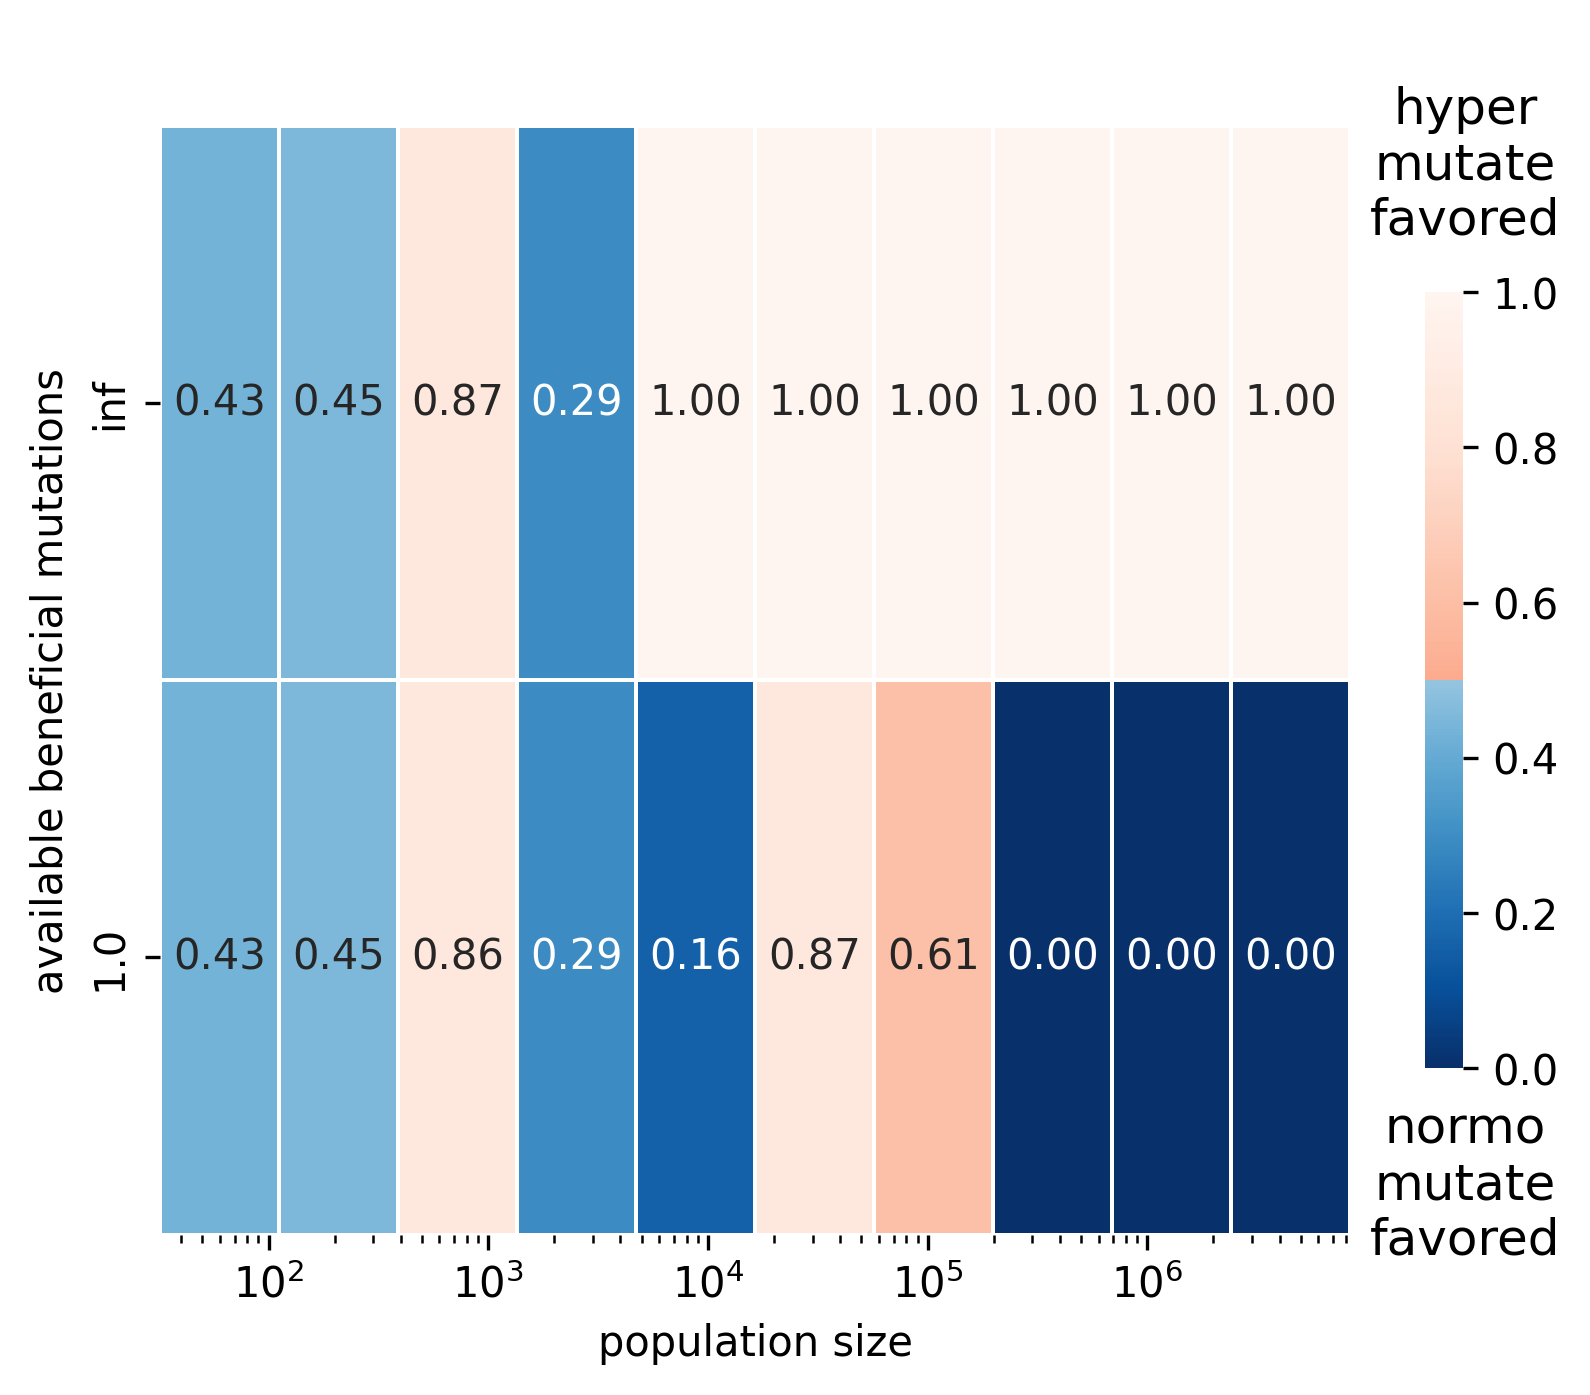 hyper
mutate
favored
1.0
0.8
0.6
0.4
0.2
0.0
normo
mutate
favored
available beneficial mutations
inf
0.43 0.45 0.87 0.29 1.00 1.00 1.00 1.00 1.00 1.00
1.0
0.43 0.45 0.86 0.29 0.16 0.87 0.61 0.00 0.00 0.00
10² 10³ 10⁴ 10⁵ 10⁶
population size